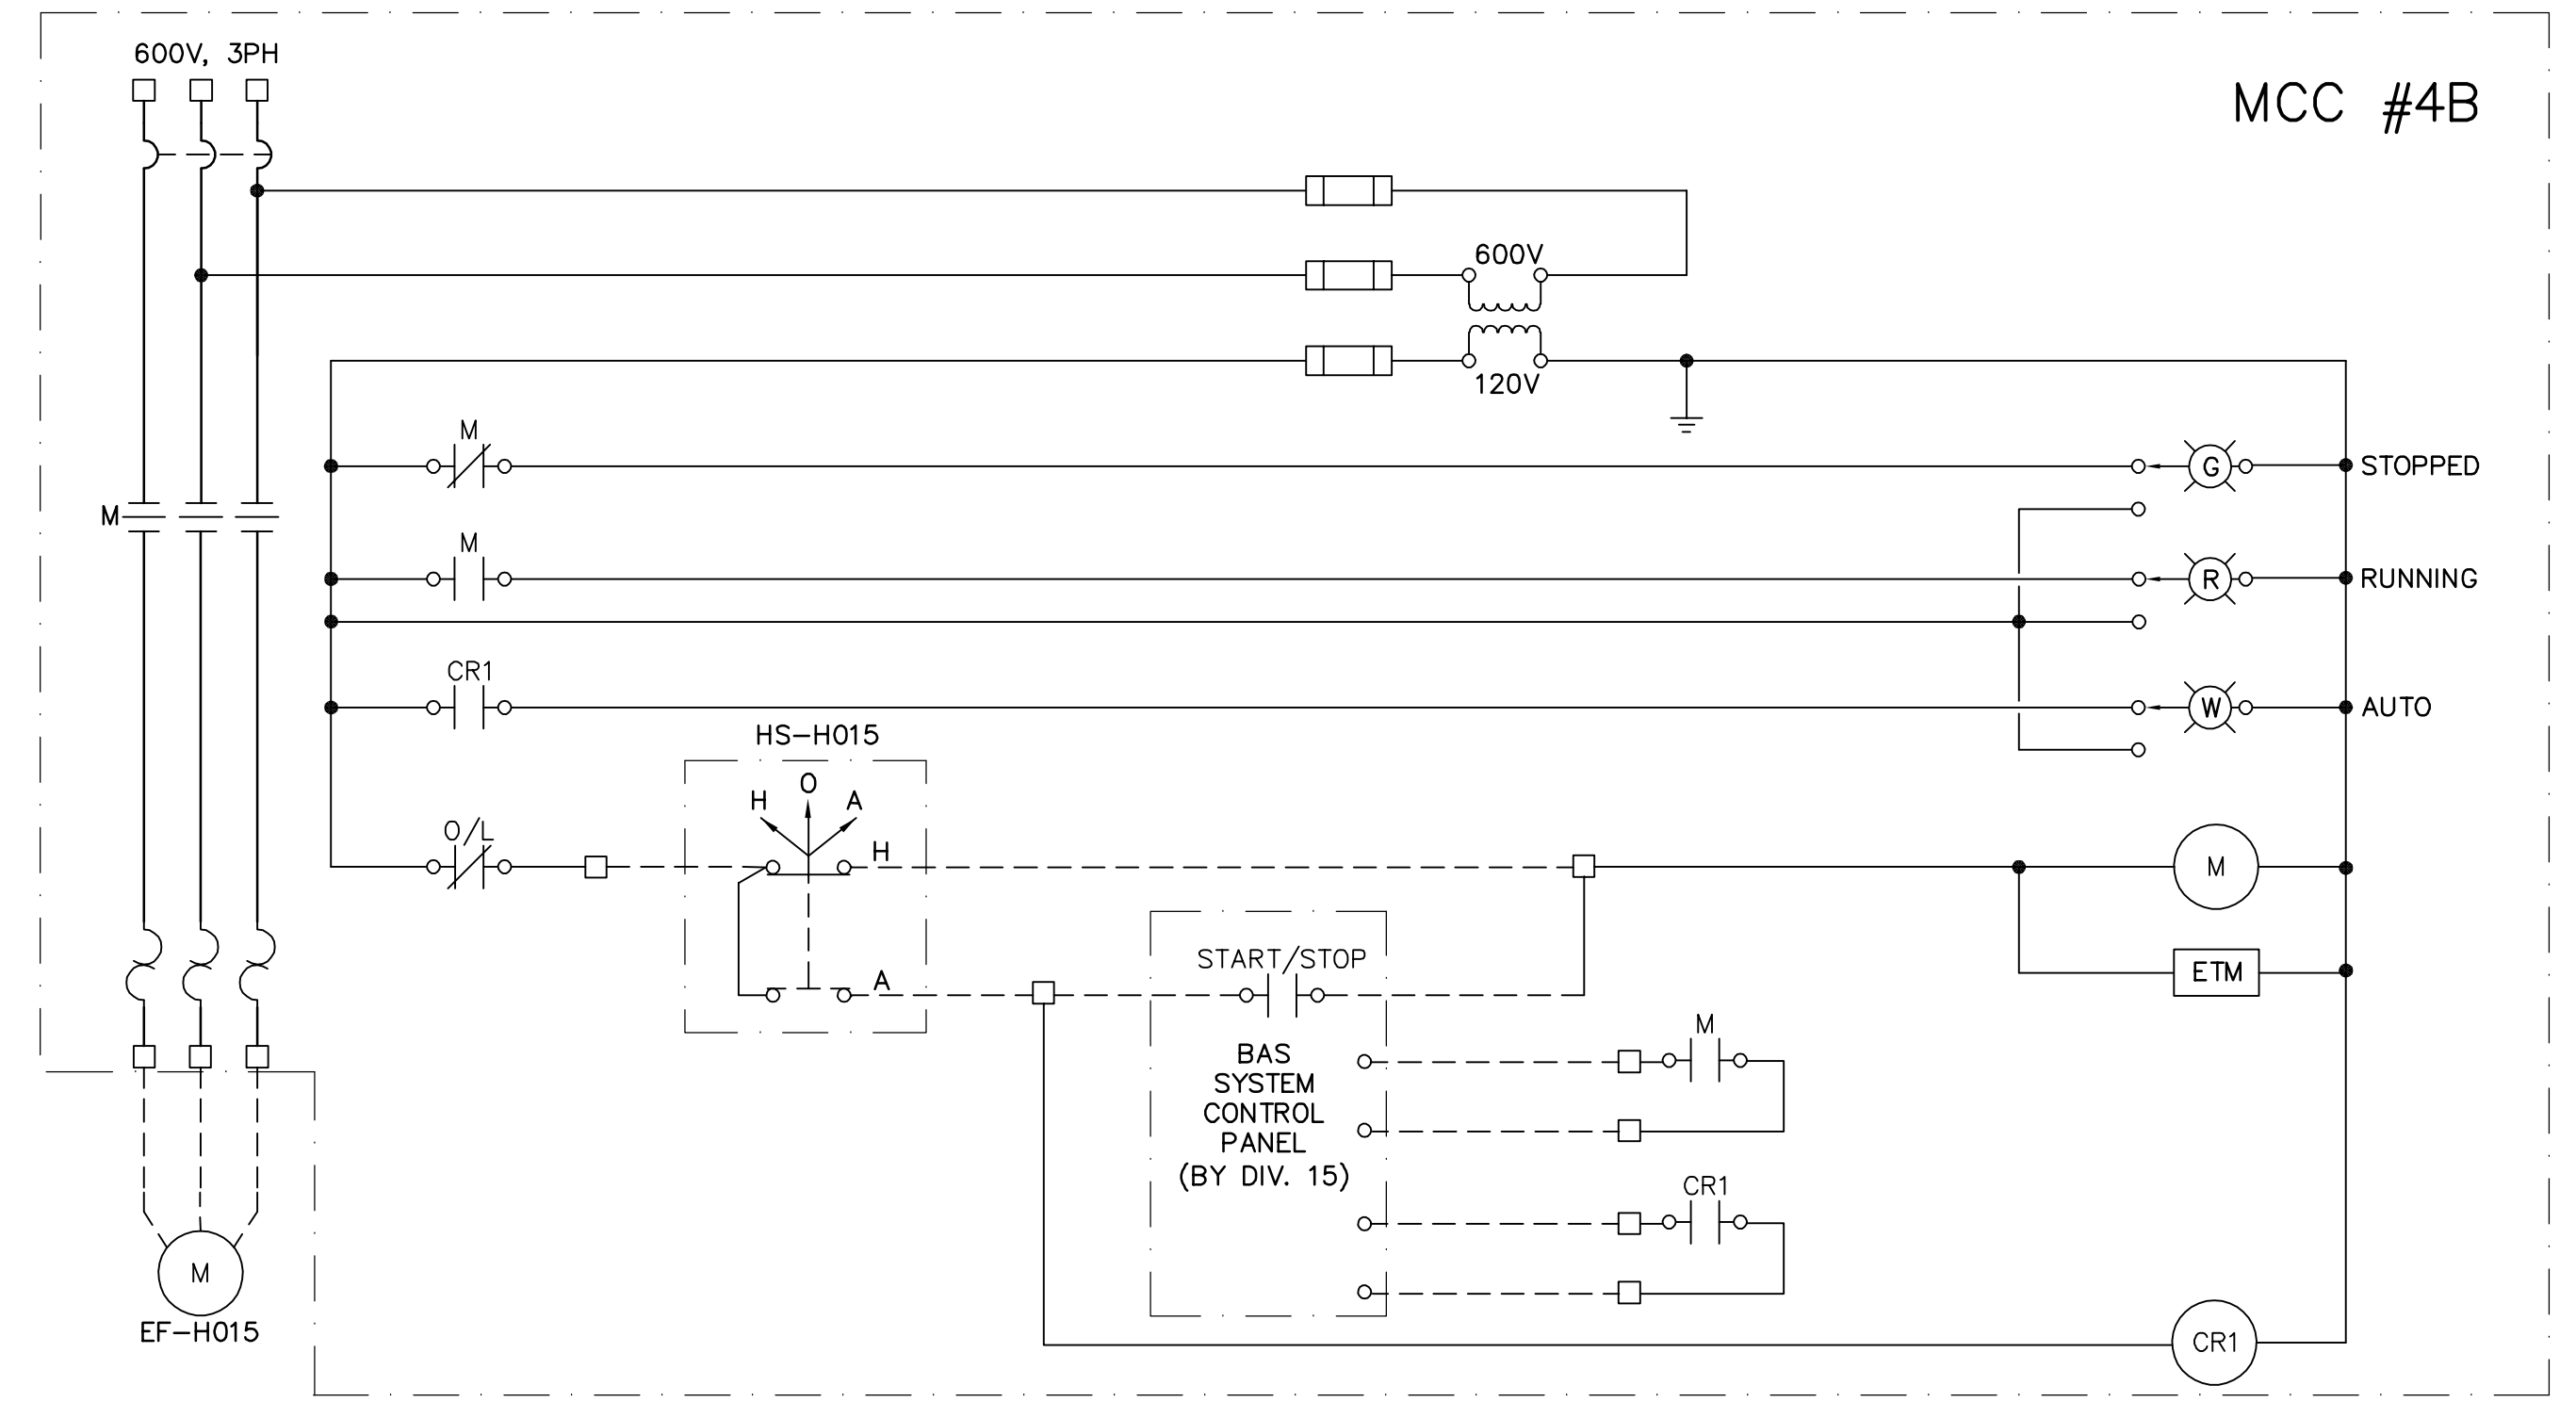 600V, 3PH
MCC #4B
600V
120V
M
STOPPED
G
M
M
RUNNING
R
CR1
AUTO
W
HS-H015
H
O
A
O/L
H
M
START/STOP
A
ETM
BAS
SYSTEM
CONTROL
PANEL
(BY DIV. 15)
M
CR1
M
EF-H015
CR1